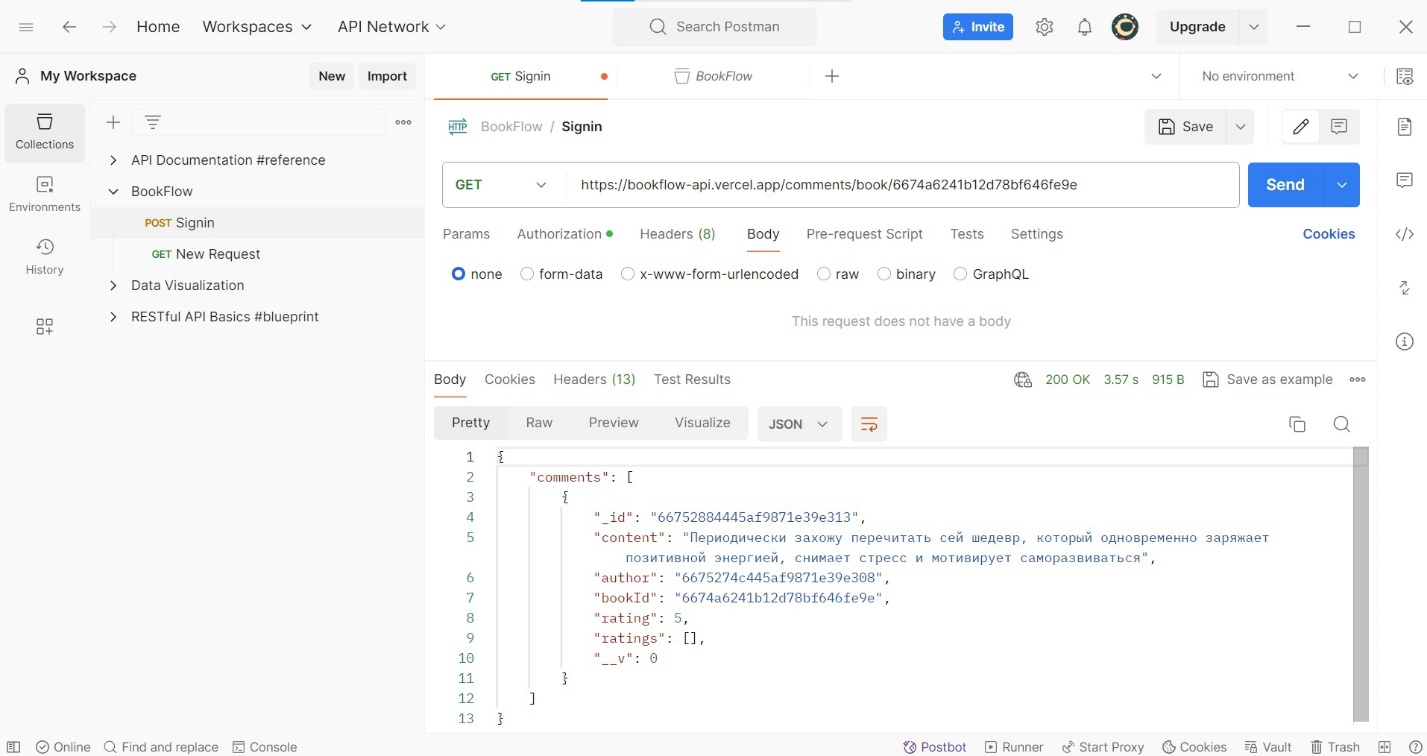 Home Workspaces API Network Search Postman Invite Upgrade
My Workspace New Import GET Signin BookFlow No environment
Collections
Environments
History
API Documentation #reference
BookFlow
POST Signin
GET New Request
Data Visualization
RESTful API Basics #blueprint
HTTP BookFlow / Signin Save
GET https://bookflow-api.vercel.app/comments/book/6674a6241b12d78bf646fe9e Send
Params Authorization Headers (8) Body Pre-request Script Tests Settings Cookies
none form-data x-www-form-urlencoded raw binary GraphQL
This request does not have a body
Body Cookies Headers (13) Test Results 200 OK 3.57 s 915 B Save as example
Pretty Raw Preview Visualize JSON
1 {
2 "comments": [
3 {
4 "_id": "66752884445af9871e39e313",
5 "content": "Периодически захожу перечитать сей шедевр, который одновременно заряжает
позитивной энергией, снимает стресс и мотивирует саморазвиваться",
6 "author": "6675274c445af9871e39e308",
7 "bookId": "6674a6241b12d78bf646fe9e",
8 "rating": 5,
9 "ratings": [],
10 "__v": 0
11 }
12 ]
13 }
Online Find and replace Console Postbot Runner Start Proxy Cookies Vault Trash